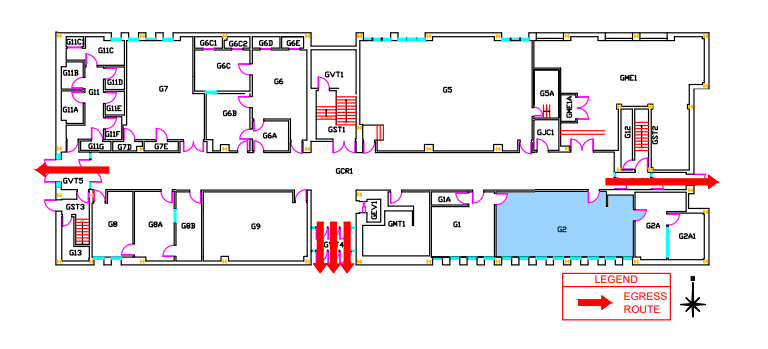 G11C1
G11C
G6C1
G6C2
G6D
G6E
G11B
G11D
G7
G6C
G6
GVT1
G5
GME1
G11
G5A
G11A
G11E
G6B
GME1A
GST1
G11F
G6A
GJC1
G12
GST2
G11G
G7D
G7E
GCR1
GVT5
GST3
G8
G8A
G8B
G9
GEV1
GMT1
G1A
G1
G2
G2A
G2A1
G13
LEGEND
EGRESS
ROUTE